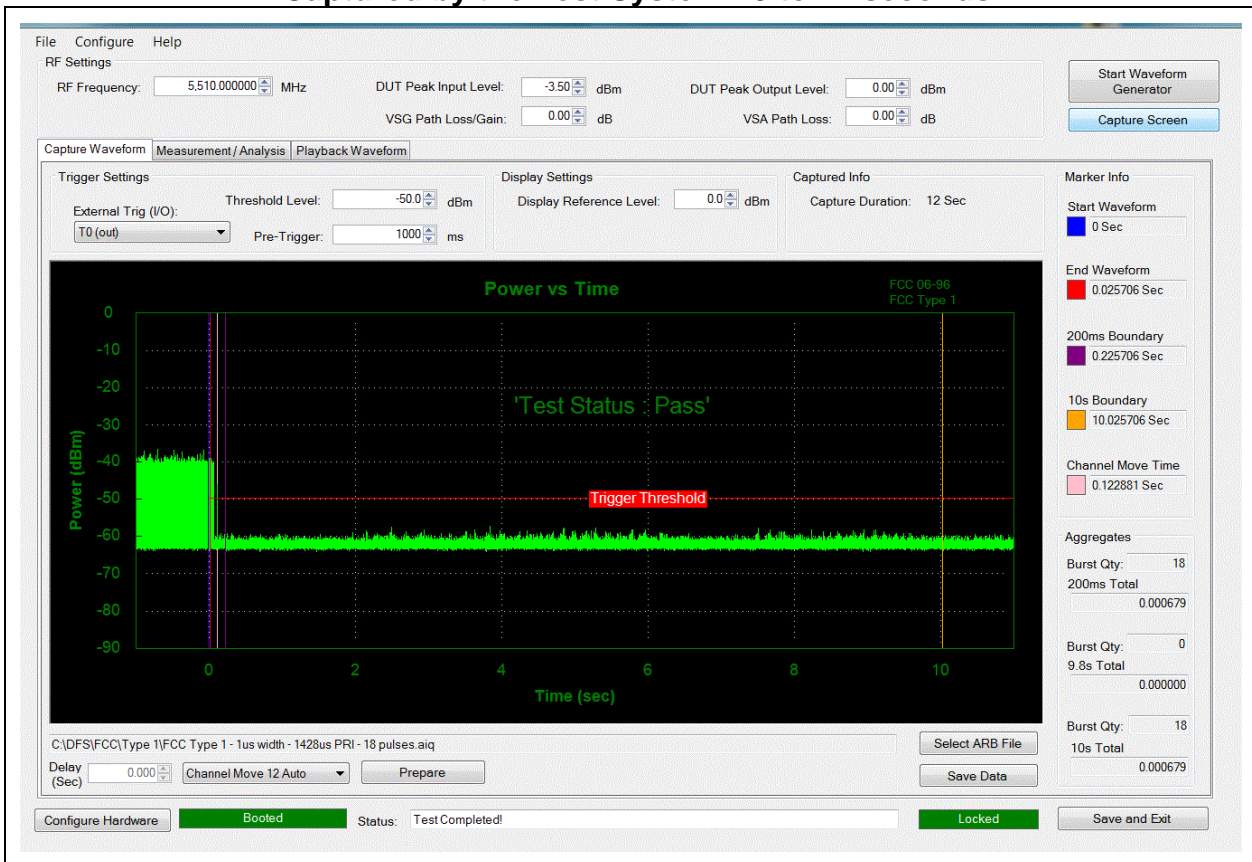 File Configure Help
RF Settings
RF Frequency: 5,510.000000 MHz DUT Peak Input Level: -3.50 dBm DUT Peak Output Level: 0.00 dBm
VSG Path Loss/Gain: 0.00 dB VSA Path Loss: 0.00 dB
Start Waveform
Generator
Capture Screen
Capture Waveform Measurement / Analysis Playback Waveform
Trigger Settings
Threshold Level: -50.0 dBm
External Trig (I/O):
T0 (out)
Pre-Trigger: 1000 ms
Display Settings
Display Reference Level: 0.0 dBm
Captured Info
Capture Duration: 12 Sec
Marker Info
Start Waveform
0 Sec
End Waveform
0.025706 Sec
200ms Boundary
0.225706 Sec
10s Boundary
10.025706 Sec
Channel Move Time
0.122881 Sec
Aggregates
Burst Qty: 18
200ms Total
0.000679
Burst Qty: 0
9.8s Total
0.000000
Burst Qty: 18
10s Total
0.000679
Power vs Time
FCC 06-96
FCC Type 1
'Test Status : Pass'
Trigger Threshold
Power (dBm)
0
-10
-20
-30
-40
-50
-60
-70
-80
-90
0 2 4 6 8 10
Time (sec)
C:\DFS\FCC\Type 1\FCC Type 1 - 1us width - 1428us PRI - 18 pulses.aiq
Select ARB File
Delay
(Sec)
0.000 Channel Move 12 Auto Prepare
Save Data
Configure Hardware Booted Status: Test Completed! Locked Save and Exit